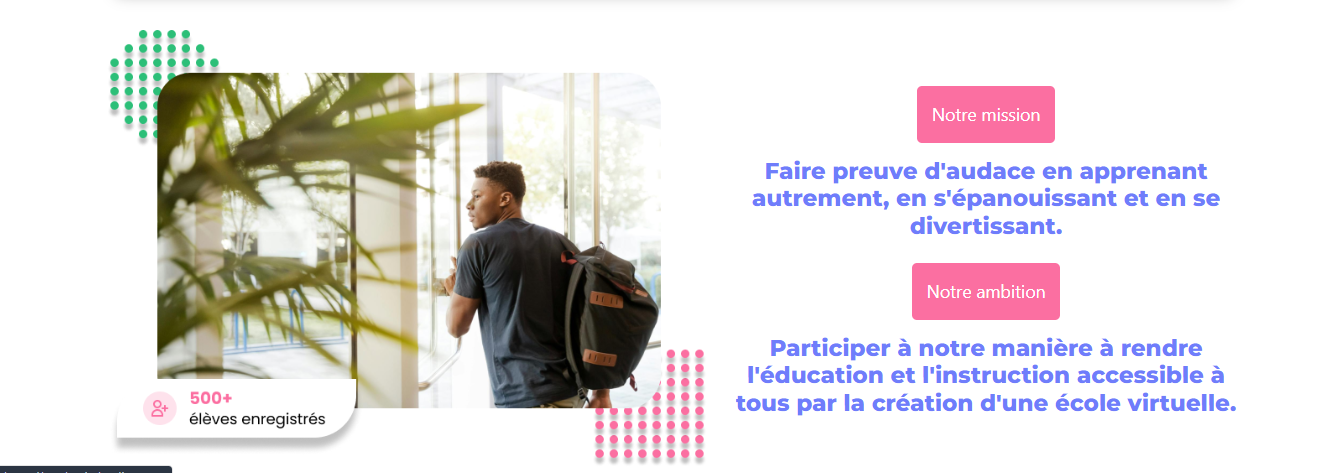 Notre mission
Faire preuve d'audace en apprenant
autrement, en s'épanouissant et en se
divertissant.
Notre ambition
Participer à notre manière à rendre
l'éducation et l'instruction accessible à
tous par la création d'une école virtuelle.
500+
élèves enregistrés